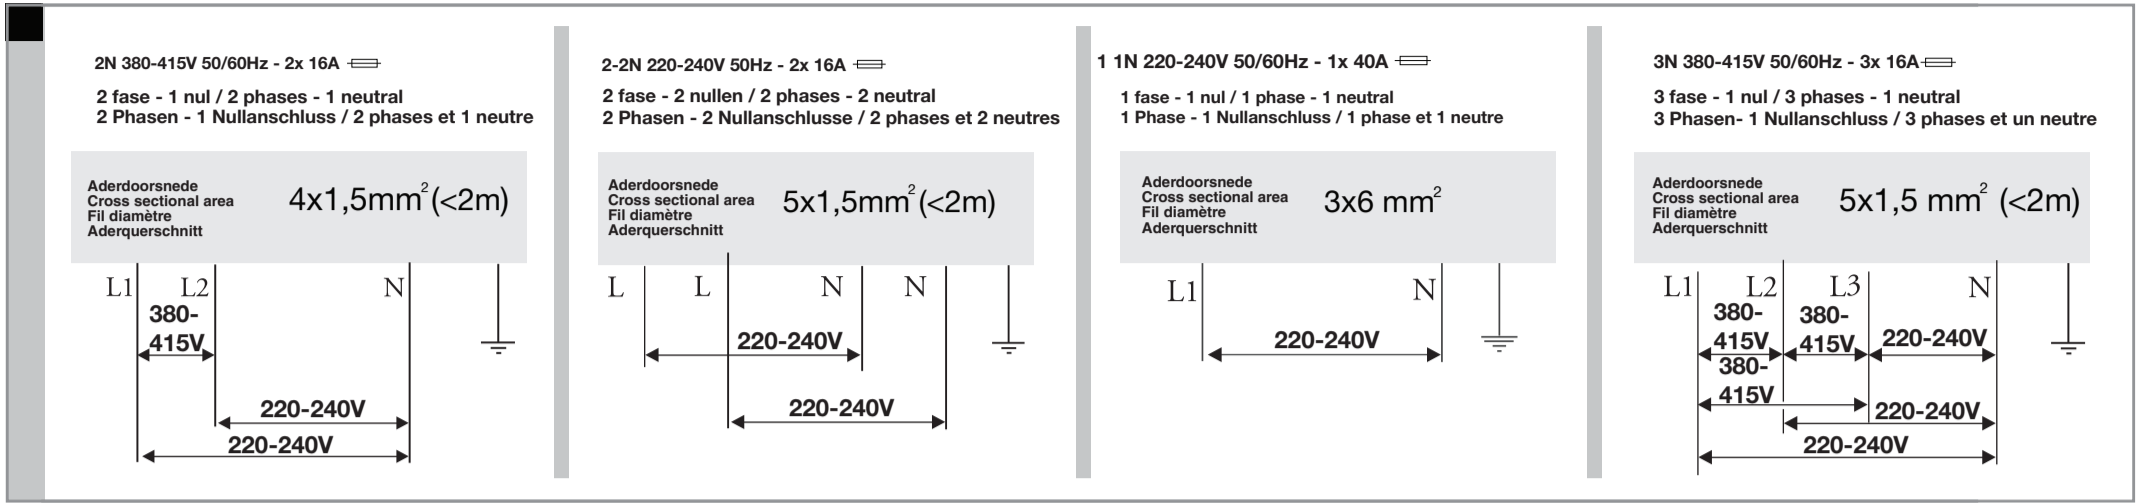 2N 380-415V 50/60Hz - 2x 16A
2 fase - 1 nul / 2 phases - 1 neutral
2 Phasen - 1 Nullanschluss / 2 phases et 1 neutre
Aderdoorsnede
Cross sectional area
Fil diamètre
Aderquerschnitt
4x1,5mm² (<2m)
L1 L2 N
380-
415V
220-240V
220-240V
2-2N 220-240V 50Hz - 2x 16A
2 fase - 2 nullen / 2 phases - 2 neutral
2 Phasen - 2 Nullanschlusse / 2 phases et 2 neutres
Aderdoorsnede
Cross sectional area
Fil diamètre
Aderquerschnitt
5x1,5mm² (<2m)
L L N N
220-240V
220-240V
1 1N 220-240V 50/60Hz - 1x 40A
1 fase - 1 nul / 1 phase - 1 neutral
1 Phase - 1 Nullanschluss / 1 phase et 1 neutre
Aderdoorsnede
Cross sectional area
Fil diamètre
Aderquerschnitt
3x6 mm²
L1 N
220-240V
3N 380-415V 50/60Hz - 3x 16A
3 fase - 1 nul / 3 phases - 1 neutral
3 Phasen- 1 Nullanschluss / 3 phases et un neutre
Aderdoorsnede
Cross sectional area
Fil diamètre
Aderquerschnitt
5x1,5 mm² (<2m)
L1 L2 L3 N
380-
415V
380-
415V
220-240V
380-
415V
220-240V
220-240V